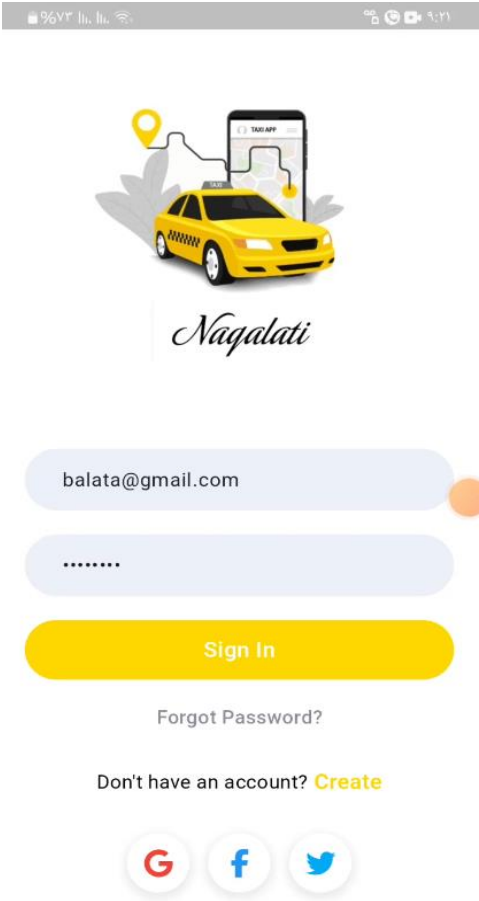 %٧٣ ٩:٢١
TAXI APP
TAXI
Naqalati
balata@gmail.com
••••••••
Sign In
Forgot Password?
Don't have an account? Create
G f